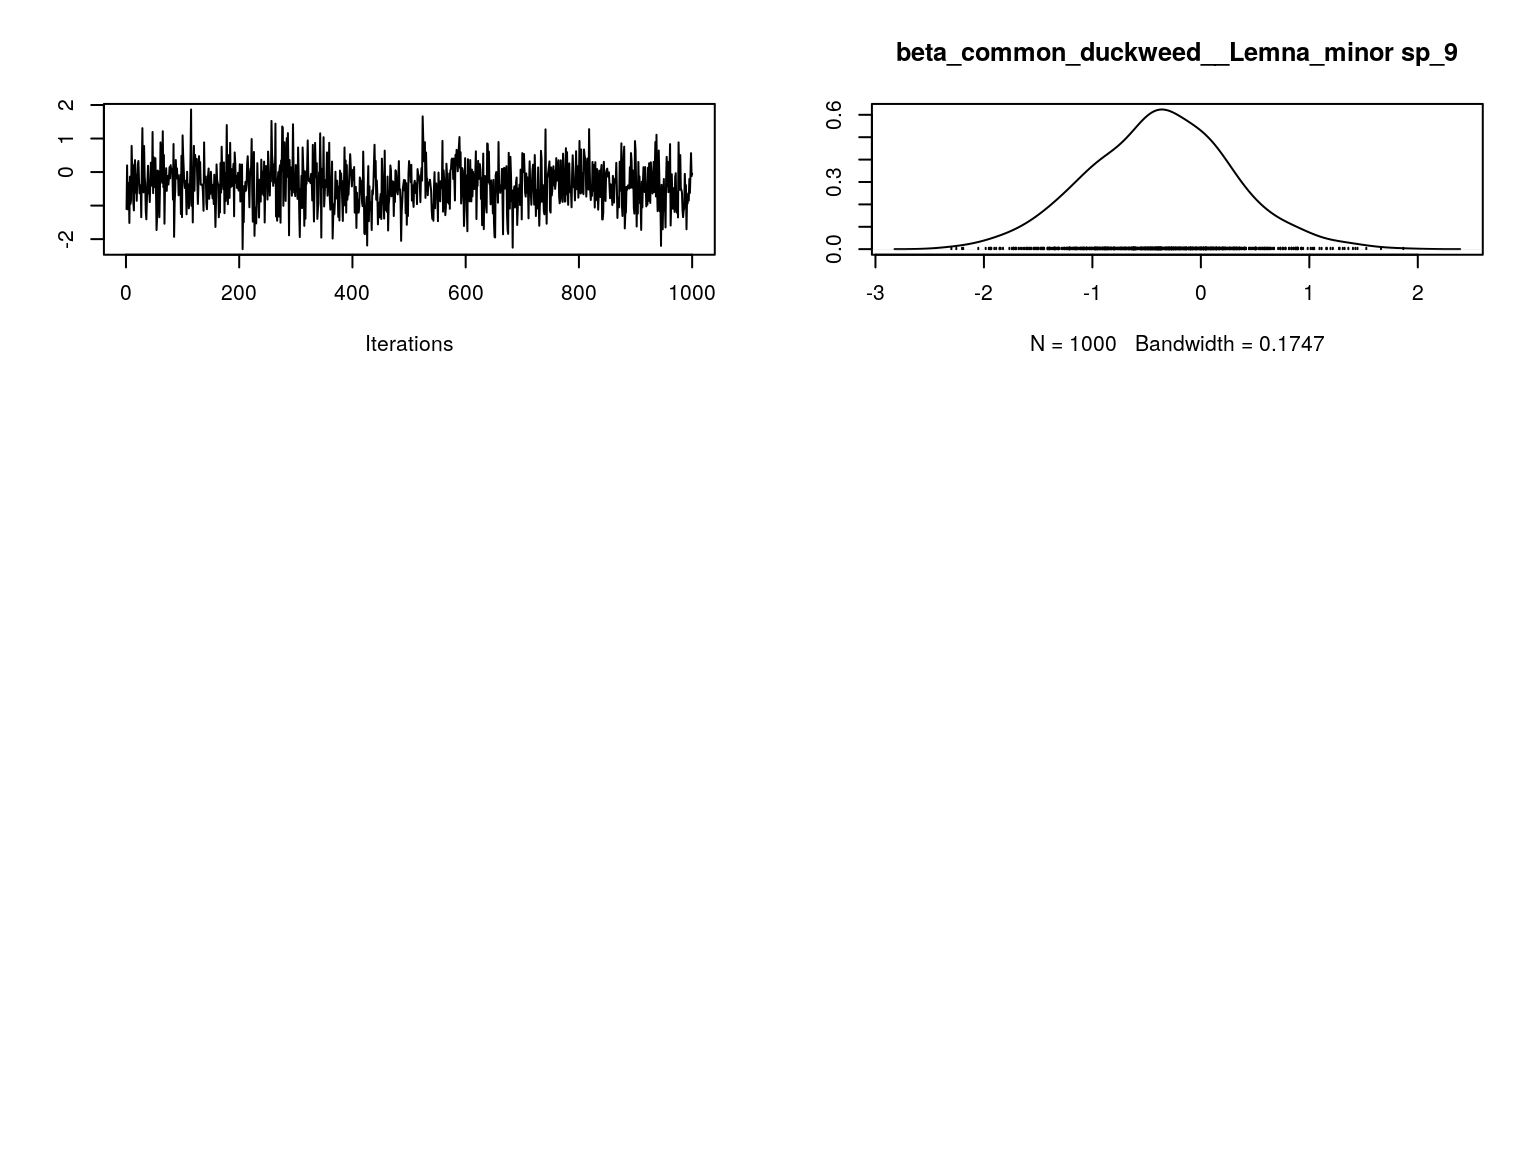 beta_common_duckweed__Lemna_minor sp_9
2
1
0
-2
0 200 400 600 800 1000
Iterations
0.6
0.3
0.0
-3 -2 -1 0 1 2
N = 1000 Bandwidth = 0.1747